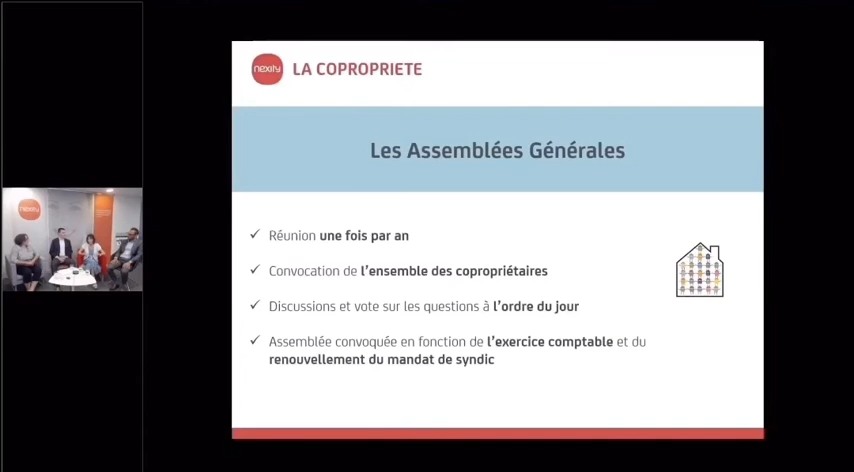 nexity LA COPROPRIETE
Les Assemblées Générales
✓ Réunion une fois par an
✓ Convocation de l'ensemble des copropriétaires
✓ Discussions et vote sur les questions à l'ordre du jour
✓ Assemblée convoquée en fonction de l'exercice comptable et du
renouvellement du mandat de syndic
nexity